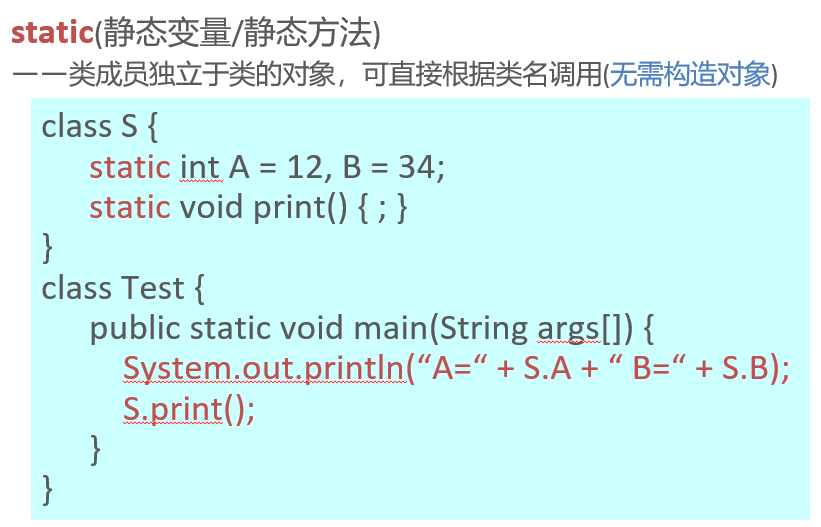 static(静态变量/静态方法)
——类成员独立于类的对象，可直接根据类名调用(无需构造对象)
class S {
static int A = 12, B = 34;
static void print() { ; }
}
class Test {
public static void main(String args[]) {
System.out.println(“A=“ + S.A + “ B=“ + S.B);
S.print();
}
}